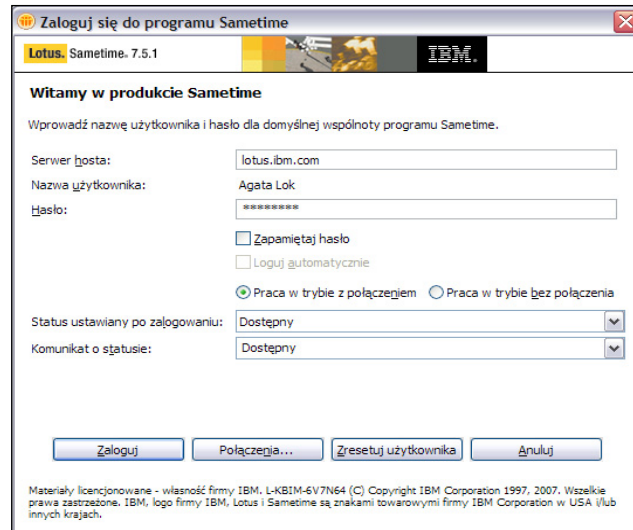 Zaloguj się do programu Sametime
Lotus. Sametime. 7.5.1
IBM.
Witamy w produkcie Sametime
Wprowadź nazwę użytkownika i hasło dla domyślnej wspólnoty programu Sametime.
Serwer hosta: lotus.ibm.com
Nazwa użytkownika: Agata Lok
Hasło: ********
Zapamiętaj hasło
Loguj automatycznie
Praca w trybie z połączeniem Praca w trybie bez połączenia
Status ustawiany po zalogowaniu: Dostępny
Komunikat o statusie: Dostępny
Zaloguj Połączenia... Zresetuj użytkownika Anuluj
Materiały licencjonowane - własność firmy IBM. L-KBIM-6V7N64 (C) Copyright IBM Corporation 1997, 2007. Wszelkie
prawa zastrzeżone. IBM, logo firmy IBM, Lotus i Sametime są znakami towarowymi firmy IBM Corporation w USA i/lub
innych krajach.